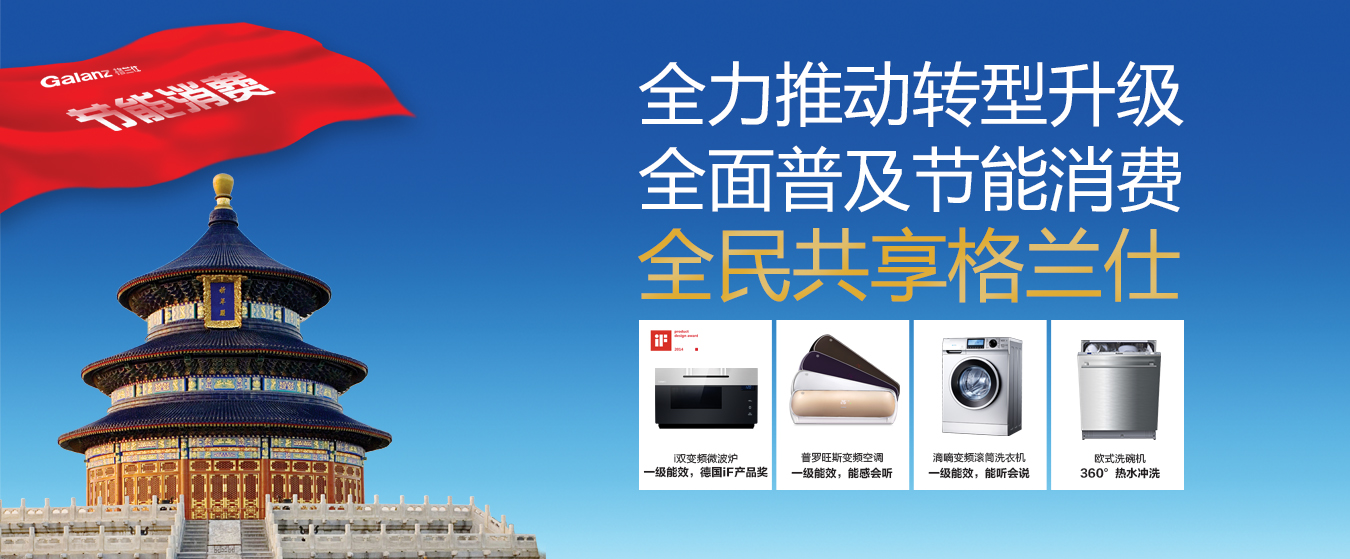 Galanz 格兰仕
节能消费
祈年殿
全力推动转型升级
全面普及节能消费
全民共享格兰仕
iF
product
design award
2014
i双变频微波炉
一级能效，德国iF产品奖
普罗旺斯变频空调
一级能效，能感会听
滴嘀变频滚筒洗衣机
一级能效，能听会说
欧式洗碗机
360°热水冲洗